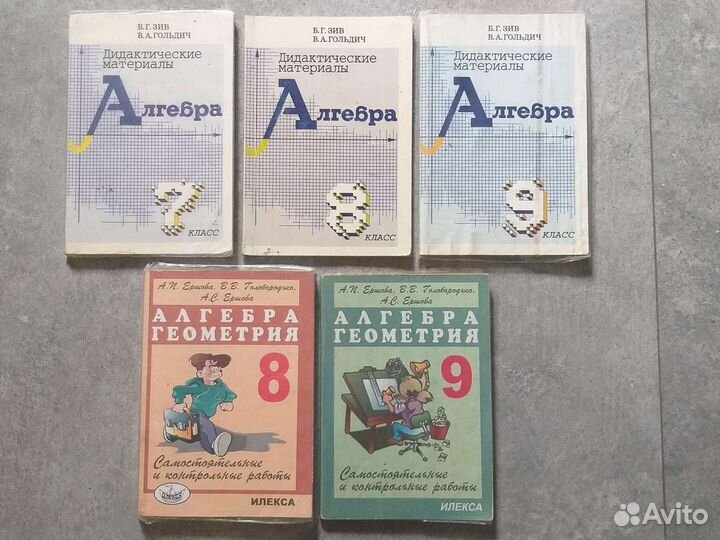 Б.Г.ЗИВ
В.А.ГОЛЬДИЧ
Дидактические
материалы
Алгебра
7
КЛАСС
Б.Г.ЗИВ
В.А.ГОЛЬДИЧ
Дидактические
материалы
Алгебра
8
КЛАСС
Б.Г.ЗИВ
В.А.ГОЛЬДИЧ
Дидактические
материалы
Алгебра
9
КЛАСС
А.П. Ершова, В.В. Голобородько,
А.С. Ершова
АЛГЕБРА
ГЕОМЕТРИЯ
8
Самостоятельные
и контрольные работы
ИЛЕКСА
А.П. Ершова, В.В. Голобородько,
А.С. Ершова
АЛГЕБРА
ГЕОМЕТРИЯ
9
Самостоятельные
и контрольные работы
ИЛЕКСА
Avito